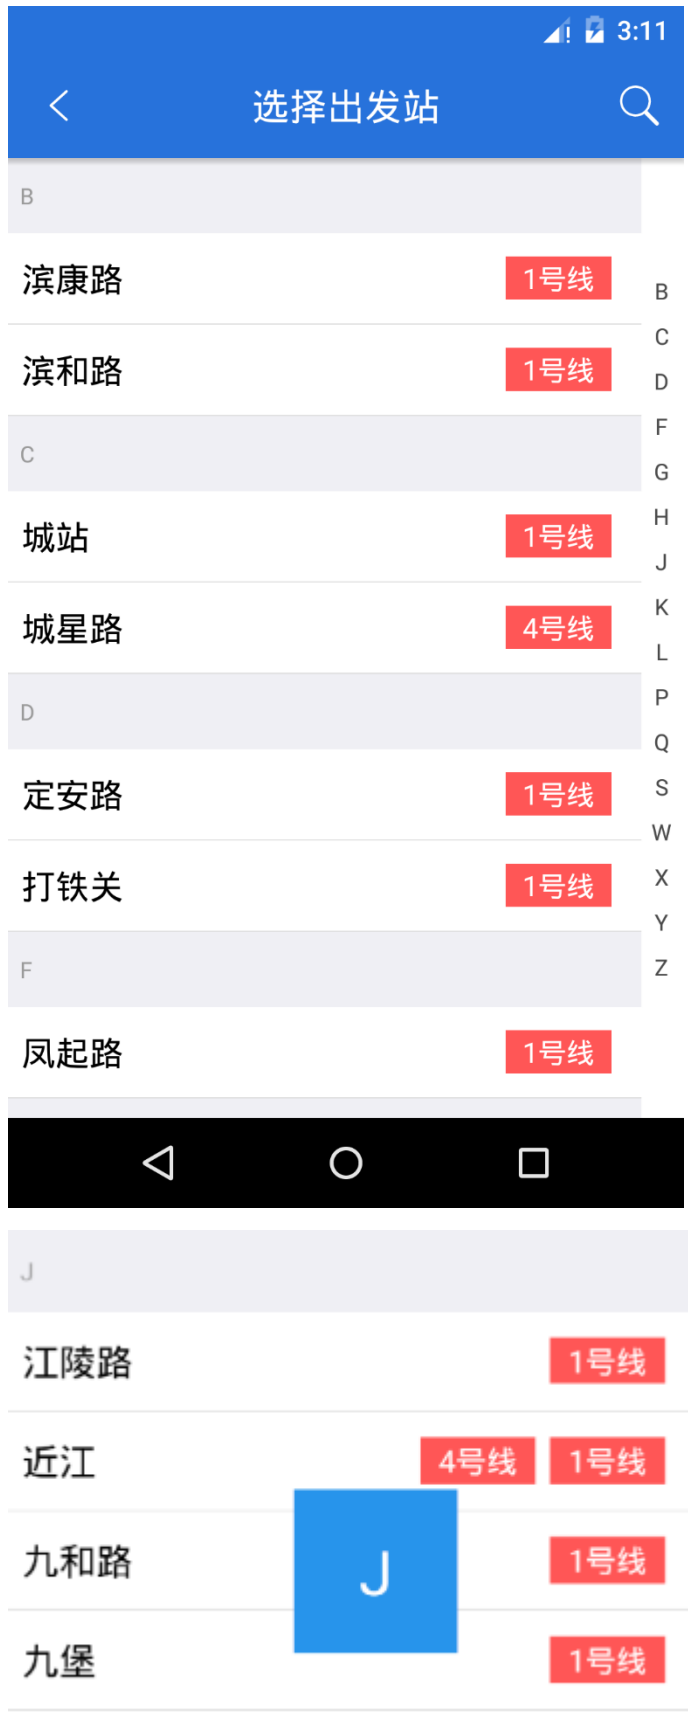 3:11
选择出发站
B
滨康路 1号线
滨和路 1号线
C
城站 1号线
城星路 4号线
D
定安路 1号线
打铁关 1号线
F
凤起路 1号线
B
C
D
F
G
H
J
K
L
P
Q
S
W
X
Y
Z
J
江陵路 1号线
近江 4号线 1号线
九和路 1号线
J
九堡 1号线